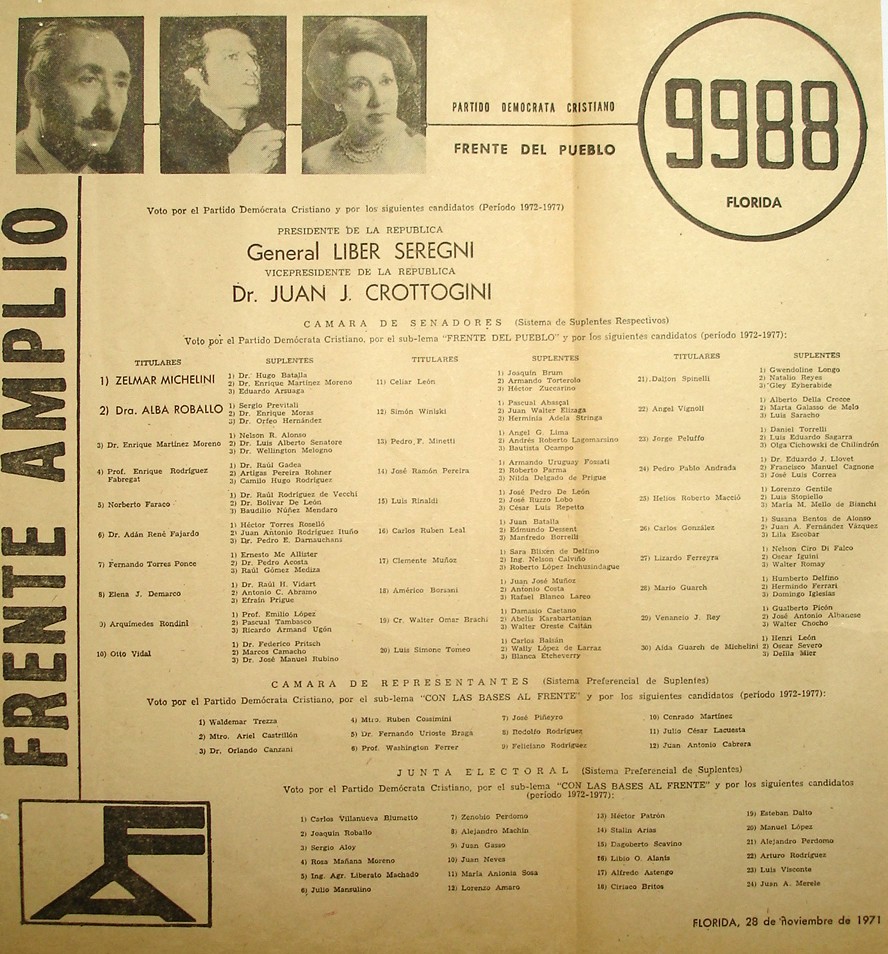 PARTIDO DEMOCRATA CRISTIANO
FRENTE DEL PUEBLO
9988
FLORIDA
FRENTE AMPLIO
Voto por el Partido Demócrata Cristiano y por los siguientes candidatos (Período 1972-1977)
PRESIDENTE DE LA REPUBLICA
General LIBER SEREGNI
VICEPRESIDENTE DE LA REPUBLICA
Dr. JUAN J. CROTTOGINI
CAMARA DE SENADORES (Sistema de Suplentes Respectivos)
Voto por el Partido Demócrata Cristiano, por el sub-lema "FRENTE DEL PUEBLO" y por los siguientes candidatos (período 1972-1977):
TITULARES SUPLENTES
1) ZELMAR MICHELINI
1) Dr. Hugo Batalla
2) Dr. Enrique Martínez Moreno
3) Eduardo Arsuaga
2) Dra. ALBA ROBALLO
1) Sergio Previtali
2) Dr. Enrique Moras
3) Dr. Orfeo Hernández
3) Dr. Enrique Martínez Moreno
1) Nelson R. Alonso
2) Dr. Luis Alberto Senatore
3) Dr. Wellington Melogno
4) Prof. Enrique Rodríguez
Fabregat
1) Dr. Raúl Gadea
2) Artigas Pereira Rohner
3) Camilo Hugo Rodríguez
5) Norberto Faraco
1) Dr. Raúl Rodríguez de Vecchi
2) Dr. Bolívar De León
3) Baudilio Núñez Mendaro
6) Dr. Adán René Fajardo
1) Héctor Torres Roselló
2) Juan Antonio Rodríguez Ituño
3) Dr. Pedro E. Damauchans
7) Fernando Torres Ponce
1) Ernesto Mc Allister
2) Dr. Pedro Acosta
3) Raúl Gómez Mediza
8) Elena J. Demarco
1) Dr. Raúl H. Vidart
2) Antonio C. Abramo
3) Efraín Prigue
9) Arquímedes Rondini
1) Prof. Emilio López
2) Pascual Tambasco
3) Ricardo Armand Ugón
10) Otto Vidal
1) Dr. Federico Pritsch
2) Marcos Camacho
3) Dr. José Manuel Rubino
TITULARES SUPLENTES
11) Celiar León
1) Joaquín Brum
2) Armando Torterolo
3) Héctor Zuccarino
12) Simón Winiski
1) Pascual Abascal
2) Juan Walter Elizaga
3) Herminia Adela Stringa
13) Pedro F. Minetti
1) Angel G. Lima
2) Andrés Roberto Lagomarsino
3) Bautista Ocampo
14) José Ramón Pereira
1) Armando Uruguay Fossati
2) Roberto Parma
3) Nilda Delgado de Prigue
15) Luis Rinaldi
1) José Pedro De León
2) José Ruzzo Lobo
3) César Luis Repetto
16) Carlos Ruben Leal
1) Juan Batalla
2) Edmundo Dessent
3) Manfredo Borrelli
17) Clemente Muñoz
1) Sara Blixen de Delfino
2) Ing. Nelson Calviño
3) Roberto López Inchusindague
18) Américo Borsani
1) Juan José Muñoz
2) Antonio Costa
3) Rafael Blanco Lareo
19) Cr. Walter Omar Brachi
1) Damasio Caetano
2) Abelis Karabartanian
3) Walter Oreste Caitán
20) Luis Simone Tomeo
1) Carlos Baisán
2) Wally López de Larraz
3) Blanca Etcheverry
TITULARES SUPLENTES
21) Dalton Spinelli
1) Gwendoline Longo
2) Natalio Reyes
3) Gley Eyherabide
22) Angel Vignoli
1) Alberto Della Crocce
2) Marta Galasso de Melo
3) Luis Saracho
23) Jorge Peluffo
1) Daniel Torrelli
2) Luis Eduardo Sagarra
3) Olga Cichowski de Chilindrón
24) Pedro Pablo Andrada
1) Dr. Eduardo J. Llovet
2) Francisco Manuel Cagnone
3) José Luis Correa
25) Helios Roberto Maccio
1) Lorenzo Gentile
2) Luis Stopiello
3) María M. Mello de Bianchi
26) Carlos González
1) Susana Bentos de Alonso
2) Juan A. Fernández Vázquez
3) Lila Escobar
27) Lizardo Ferreyra
1) Nelson Ciro Di Falco
2) Oscar Iguini
3) Walter Romay
28) Mario Guarch
1) Humberto Delfino
2) Hermindo Ferrari
3) Domingo Iglesias
29) Venancio J. Rey
1) Gualberto Picón
2) José Antonio Albanese
3) Walter Chocho
30) Aida Guarch de Michelini
1) Henri León
2) Oscar Severo
3) Delila Mier
CAMARA DE REPRESENTANTES (Sistema Preferencial de Suplentes)
Voto por el Partido Demócrata Cristiano, por el sub-lema "CON LAS BASES AL FRENTE" y por los siguientes candidatos (período 1972-1977):
1) Waldemar Trezza
2) Mtro. Ariel Castrillón
3) Dr. Orlando Canzani
4) Mtro. Ruben Cossimini
5) Dr. Fernando Urioste Braga
6) Prof. Washington Ferrer
7) José Piñeyro
8) Rodolfo Rodríguez
9) Feliciano Rodríguez
10) Conrado Martínez
11) Julio César Lacuesta
12) Juan Antonio Cabrera
JUNTA ELECTORAL (Sistema Preferencial de Suplentes)
Voto por el Partido Demócrata Cristiano, por el sub-lema "CON LAS BASES AL FRENTE" y por los siguientes candidatos
(período 1972-1977):
1) Carlos Villanueva Blumetto
2) Joaquín Roballo
3) Sergio Aloy
4) Rosa Mañana Moreno
5) Ing. Agr. Liberato Machado
6) Julio Mansulino
7) Zenobio Perdomo
8) Alejandro Machín
9) Juan Gasso
10) Juan Neves
11) María Antonia Sosa
12) Lorenzo Amaro
13) Héctor Patrón
14) Stalin Arias
15) Dagoberto Scavino
16) Libio O. Alanis
17) Alfredo Astengo
18) Ciríaco Britos
19) Esteban Daito
20) Manuel López
21) Alejandro Perdomo
22) Arturo Rodríguez
23) Luis Visconte
24) Juan A. Merele
FA
FLORIDA, 28 de noviembre de 1971